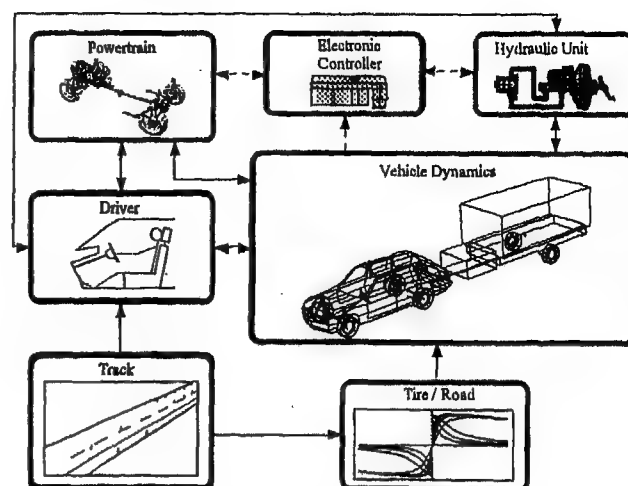 Powertrain
Electronic
Controller
Hydraulic Unit
Vehicle Dynamics
Driver
Track
Tire / Road